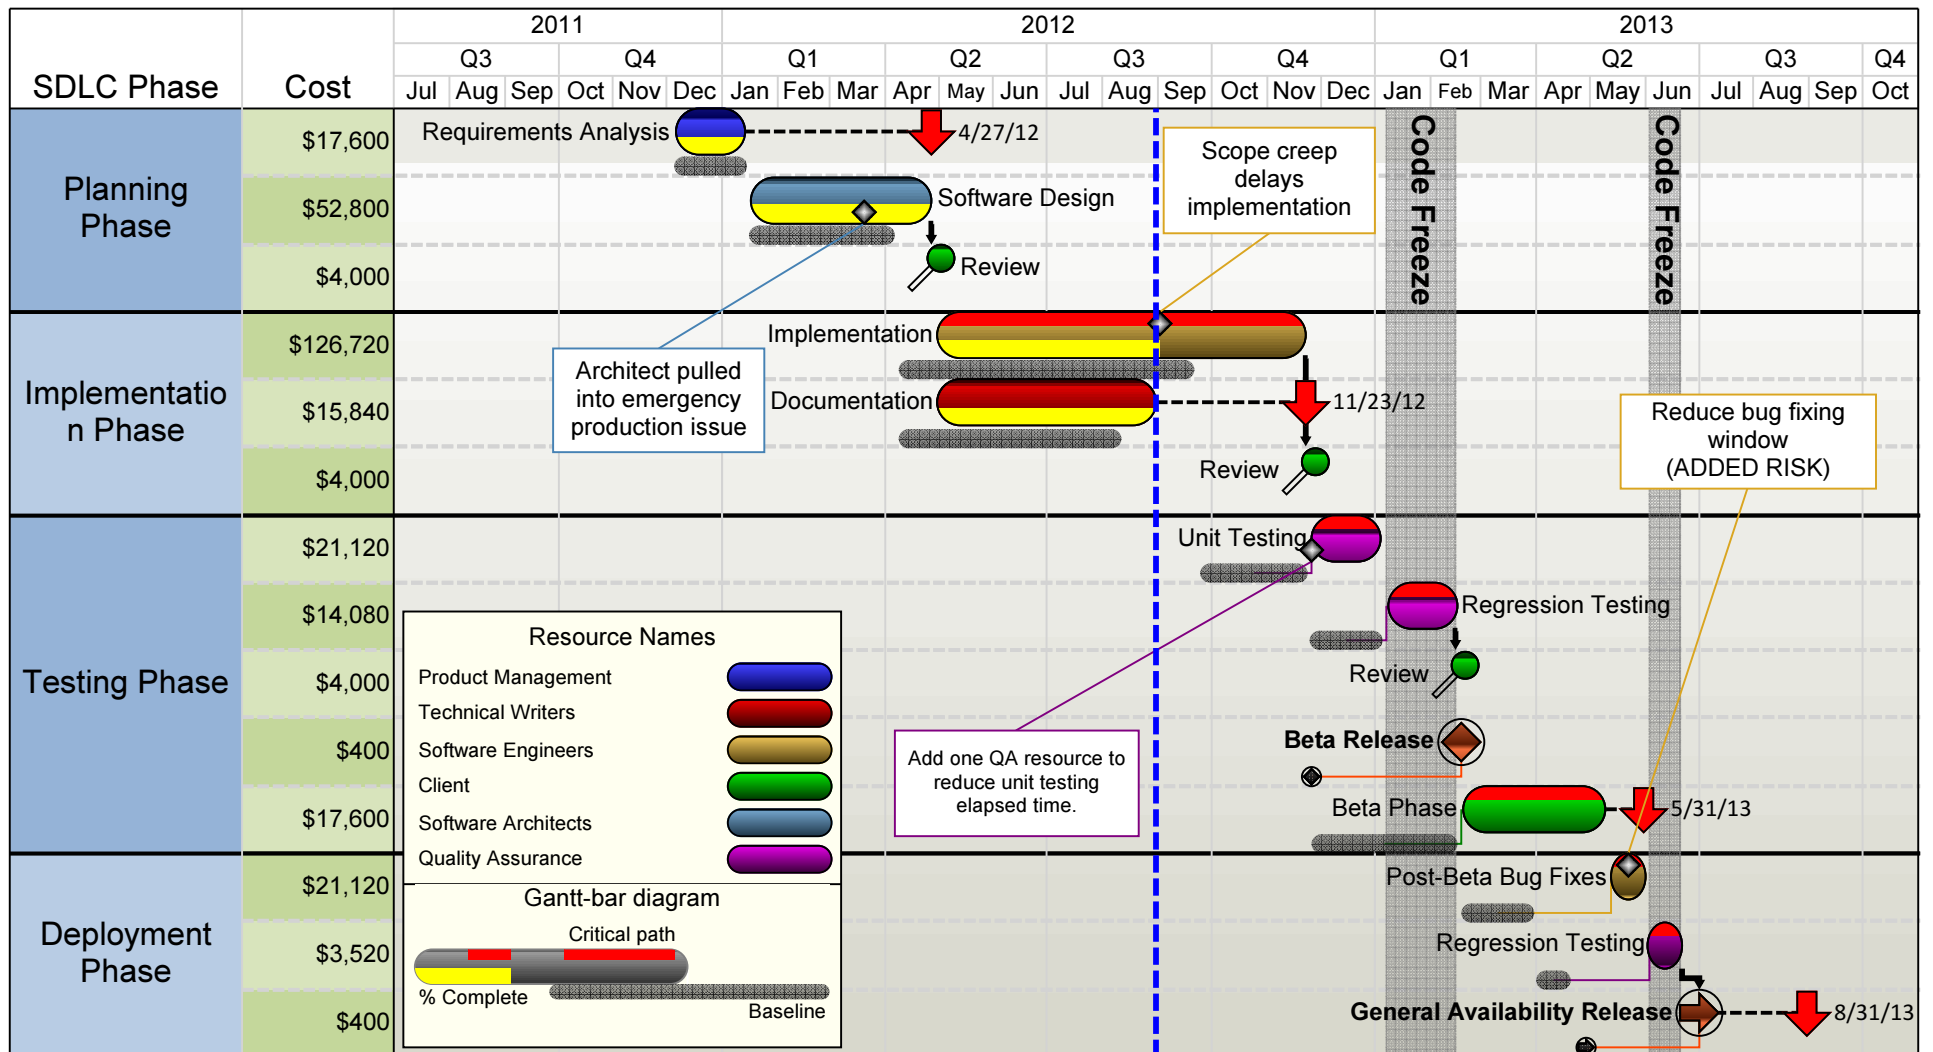 2011
2012
2013
Q3
Q4
Q1
Q2
Q3
Q4
Q1
Q2
Q3
Q4
SDLC Phase
Cost
Jul
Aug
Sep
Oct
Nov
Dec
Jan
Feb
Mar
Apr
May
Jun
Jul
Aug
Sep
Oct
Nov
Dec
Jan
Feb
Mar
Apr
May
Jun
Jul
Aug
Sep
Oct
Planning
Phase
$17,600
Requirements Analysis
4/27/12
$52,800
Software Design
$4,000
Review
Scope creep
delays
implementation
Code Freeze
Code Freeze
Implementatio
n Phase
$126,720
Implementation
Architect pulled
into emergency
production issue
$15,840
Documentation
11/23/12
$4,000
Review
Reduce bug fixing
window
(ADDED RISK)
Testing Phase
$21,120
Unit Testing
$14,080
Regression Testing
$4,000
Review
$400
Beta Release
Add one QA resource to
reduce unit testing
elapsed time.
$17,600
Beta Phase
5/31/13
Deployment
Phase
$21,120
Post-Beta Bug Fixes
$3,520
Regression Testing
$400
General Availability Release
8/31/13
Resource Names
Product Management
Technical Writers
Software Engineers
Client
Software Architects
Quality Assurance
Gantt-bar diagram
Critical path
% Complete
Baseline